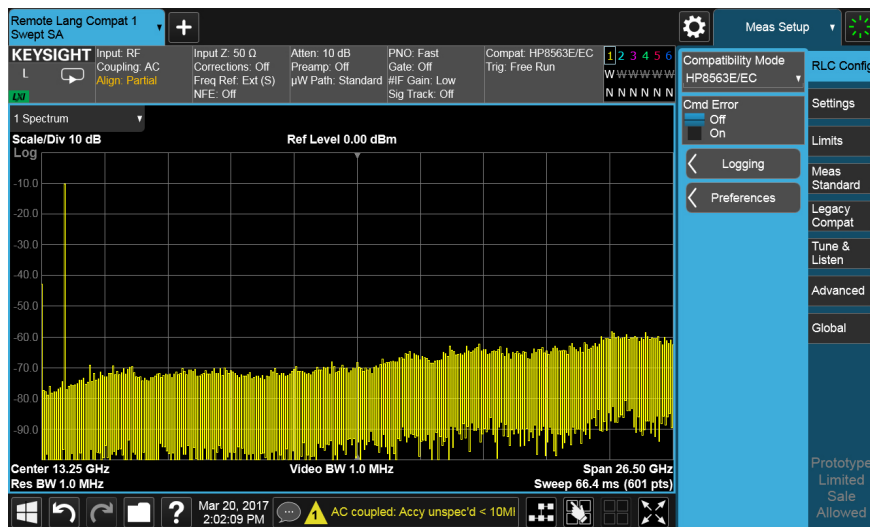 Remote Lang Compat 1
Swept SA
+
Meas Setup
KEYSIGHT
L
LXI
Input: RF
Coupling: AC
Align: Partial
Input Z: 50 Ω
Corrections: Off
Freq Ref: Ext (S)
NFE: Off
Atten: 10 dB
Preamp: Off
µW Path: Standard
PNO: Fast
Gate: Off
#IF Gain: Low
Sig Track: Off
Compat: HP8563E/EC
Trig: Free Run
1 2 3 4 5 6
W W W W W W
N N N N N N
1 Spectrum
Scale/Div 10 dB
Ref Level 0.00 dBm
Log
-10.0
-20.0
-30.0
-40.0
-50.0
-60.0
-70.0
-80.0
-90.0
Center 13.25 GHz
Video BW 1.0 MHz
Span 26.50 GHz
Res BW 1.0 MHz
Sweep 66.4 ms (601 pts)
Compatibility Mode
HP8563E/EC
Cmd Error
Off
On
Logging
Preferences
RLC Config
Settings
Limits
Meas
Standard
Legacy
Compat
Tune &
Listen
Advanced
Global
Prototype
Limited
Sale
Allowed
?
Mar 20, 2017
2:02:09 PM
1
AC coupled: Accy unspec'd < 10M